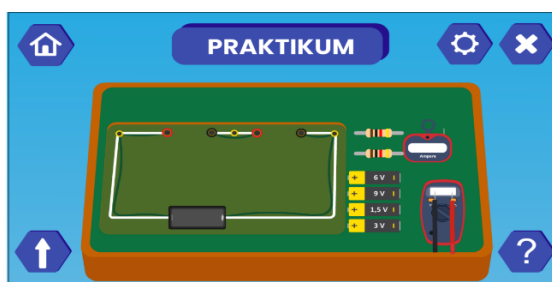 PRAKTIKUM
Ampere
+ 6 V I
+ 9 V I
+ 1,5 V I
+ 3 V I
?